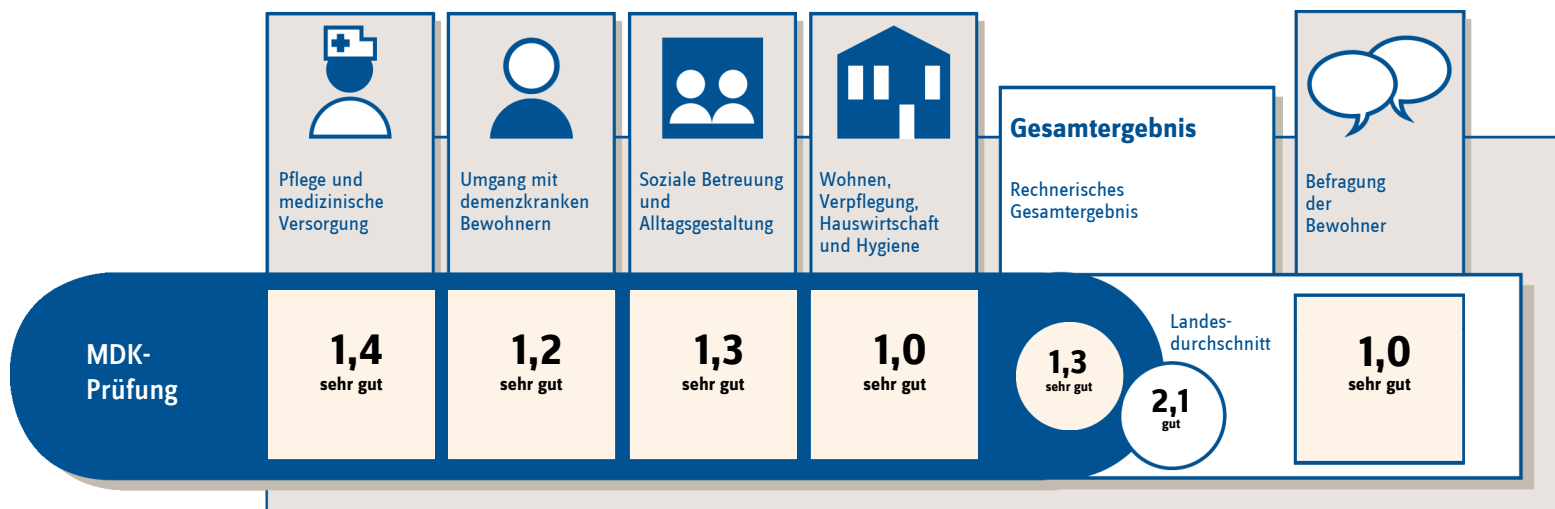 Pflege und
medizinische
Versorgung
Umgang mit
demenzkranken
Bewohnern
Soziale Betreuung
und
Alltagsgestaltung
Wohnen,
Verpflegung,
Hauswirtschaft
und Hygiene
Gesamtergebnis
Rechnerisches
Gesamtergebnis
Befragung
der
Bewohner
MDK-
Prüfung
1,4
sehr gut
1,2
sehr gut
1,3
sehr gut
1,0
sehr gut
1,3
sehr gut
Landes-
durchschnitt
2,1
gut
1,0
sehr gut